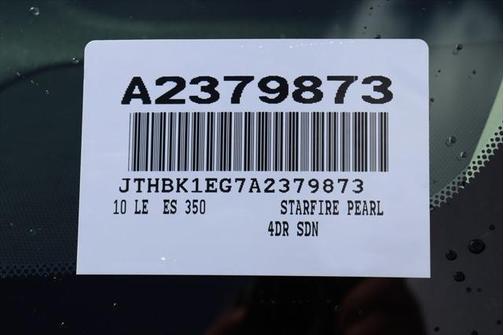 A2379873
JTHBK1EG7A2379873
10 LE ES 350 STARFIRE PEARL
4DR SDN